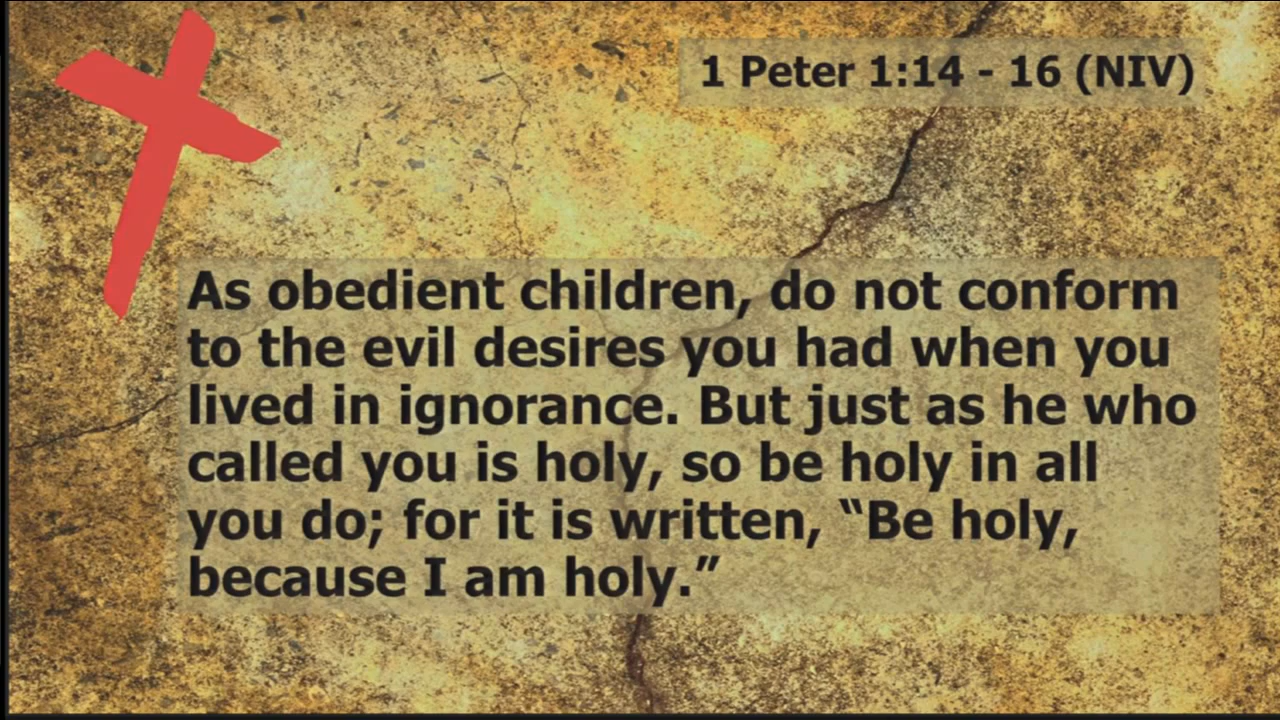 1 Peter 1:14 - 16 (NIV)
As obedient children, do not conform
to the evil desires you had when you
lived in ignorance. But just as he who
called you is holy, so be holy in all
you do; for it is written, “Be holy,
because I am holy.”